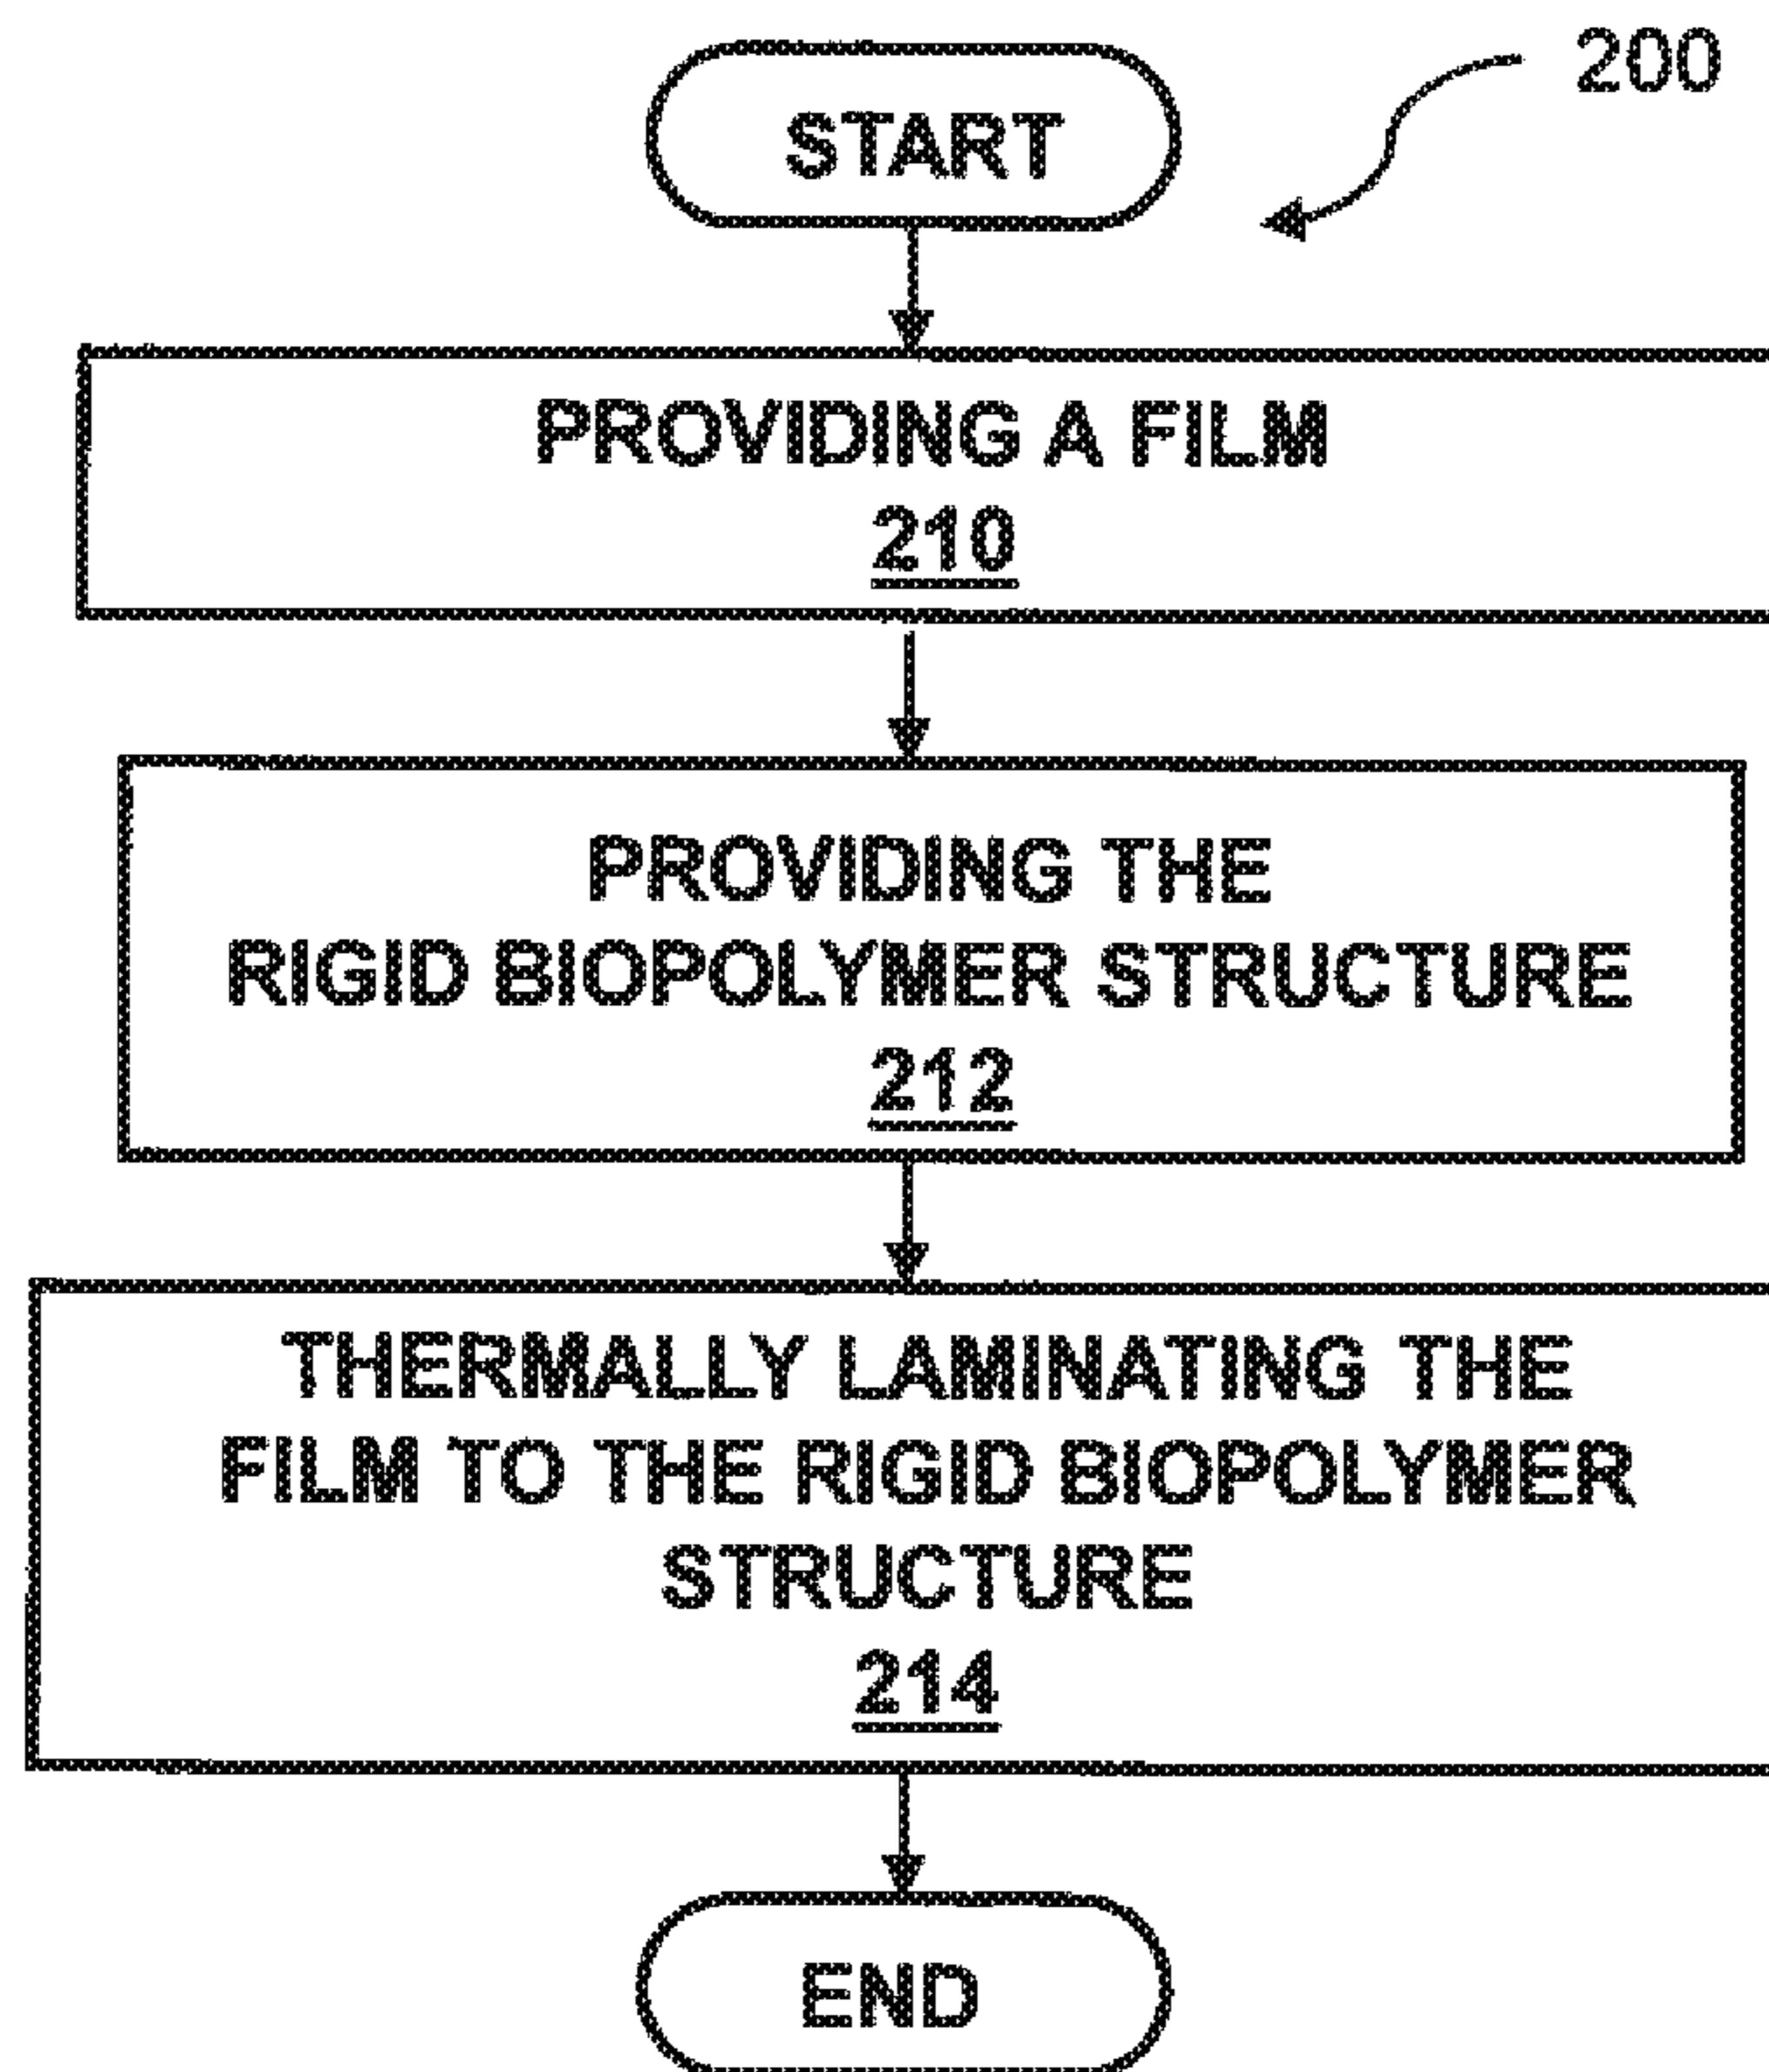 200
START
PROVIDING A FILM
210
PROVIDING THE
RIGID BIOPOLYMER STRUCTURE
212
THERMALLY LAMINATING THE
FILM TO THE RIGID BIOPOLYMER
STRUCTURE
214
END